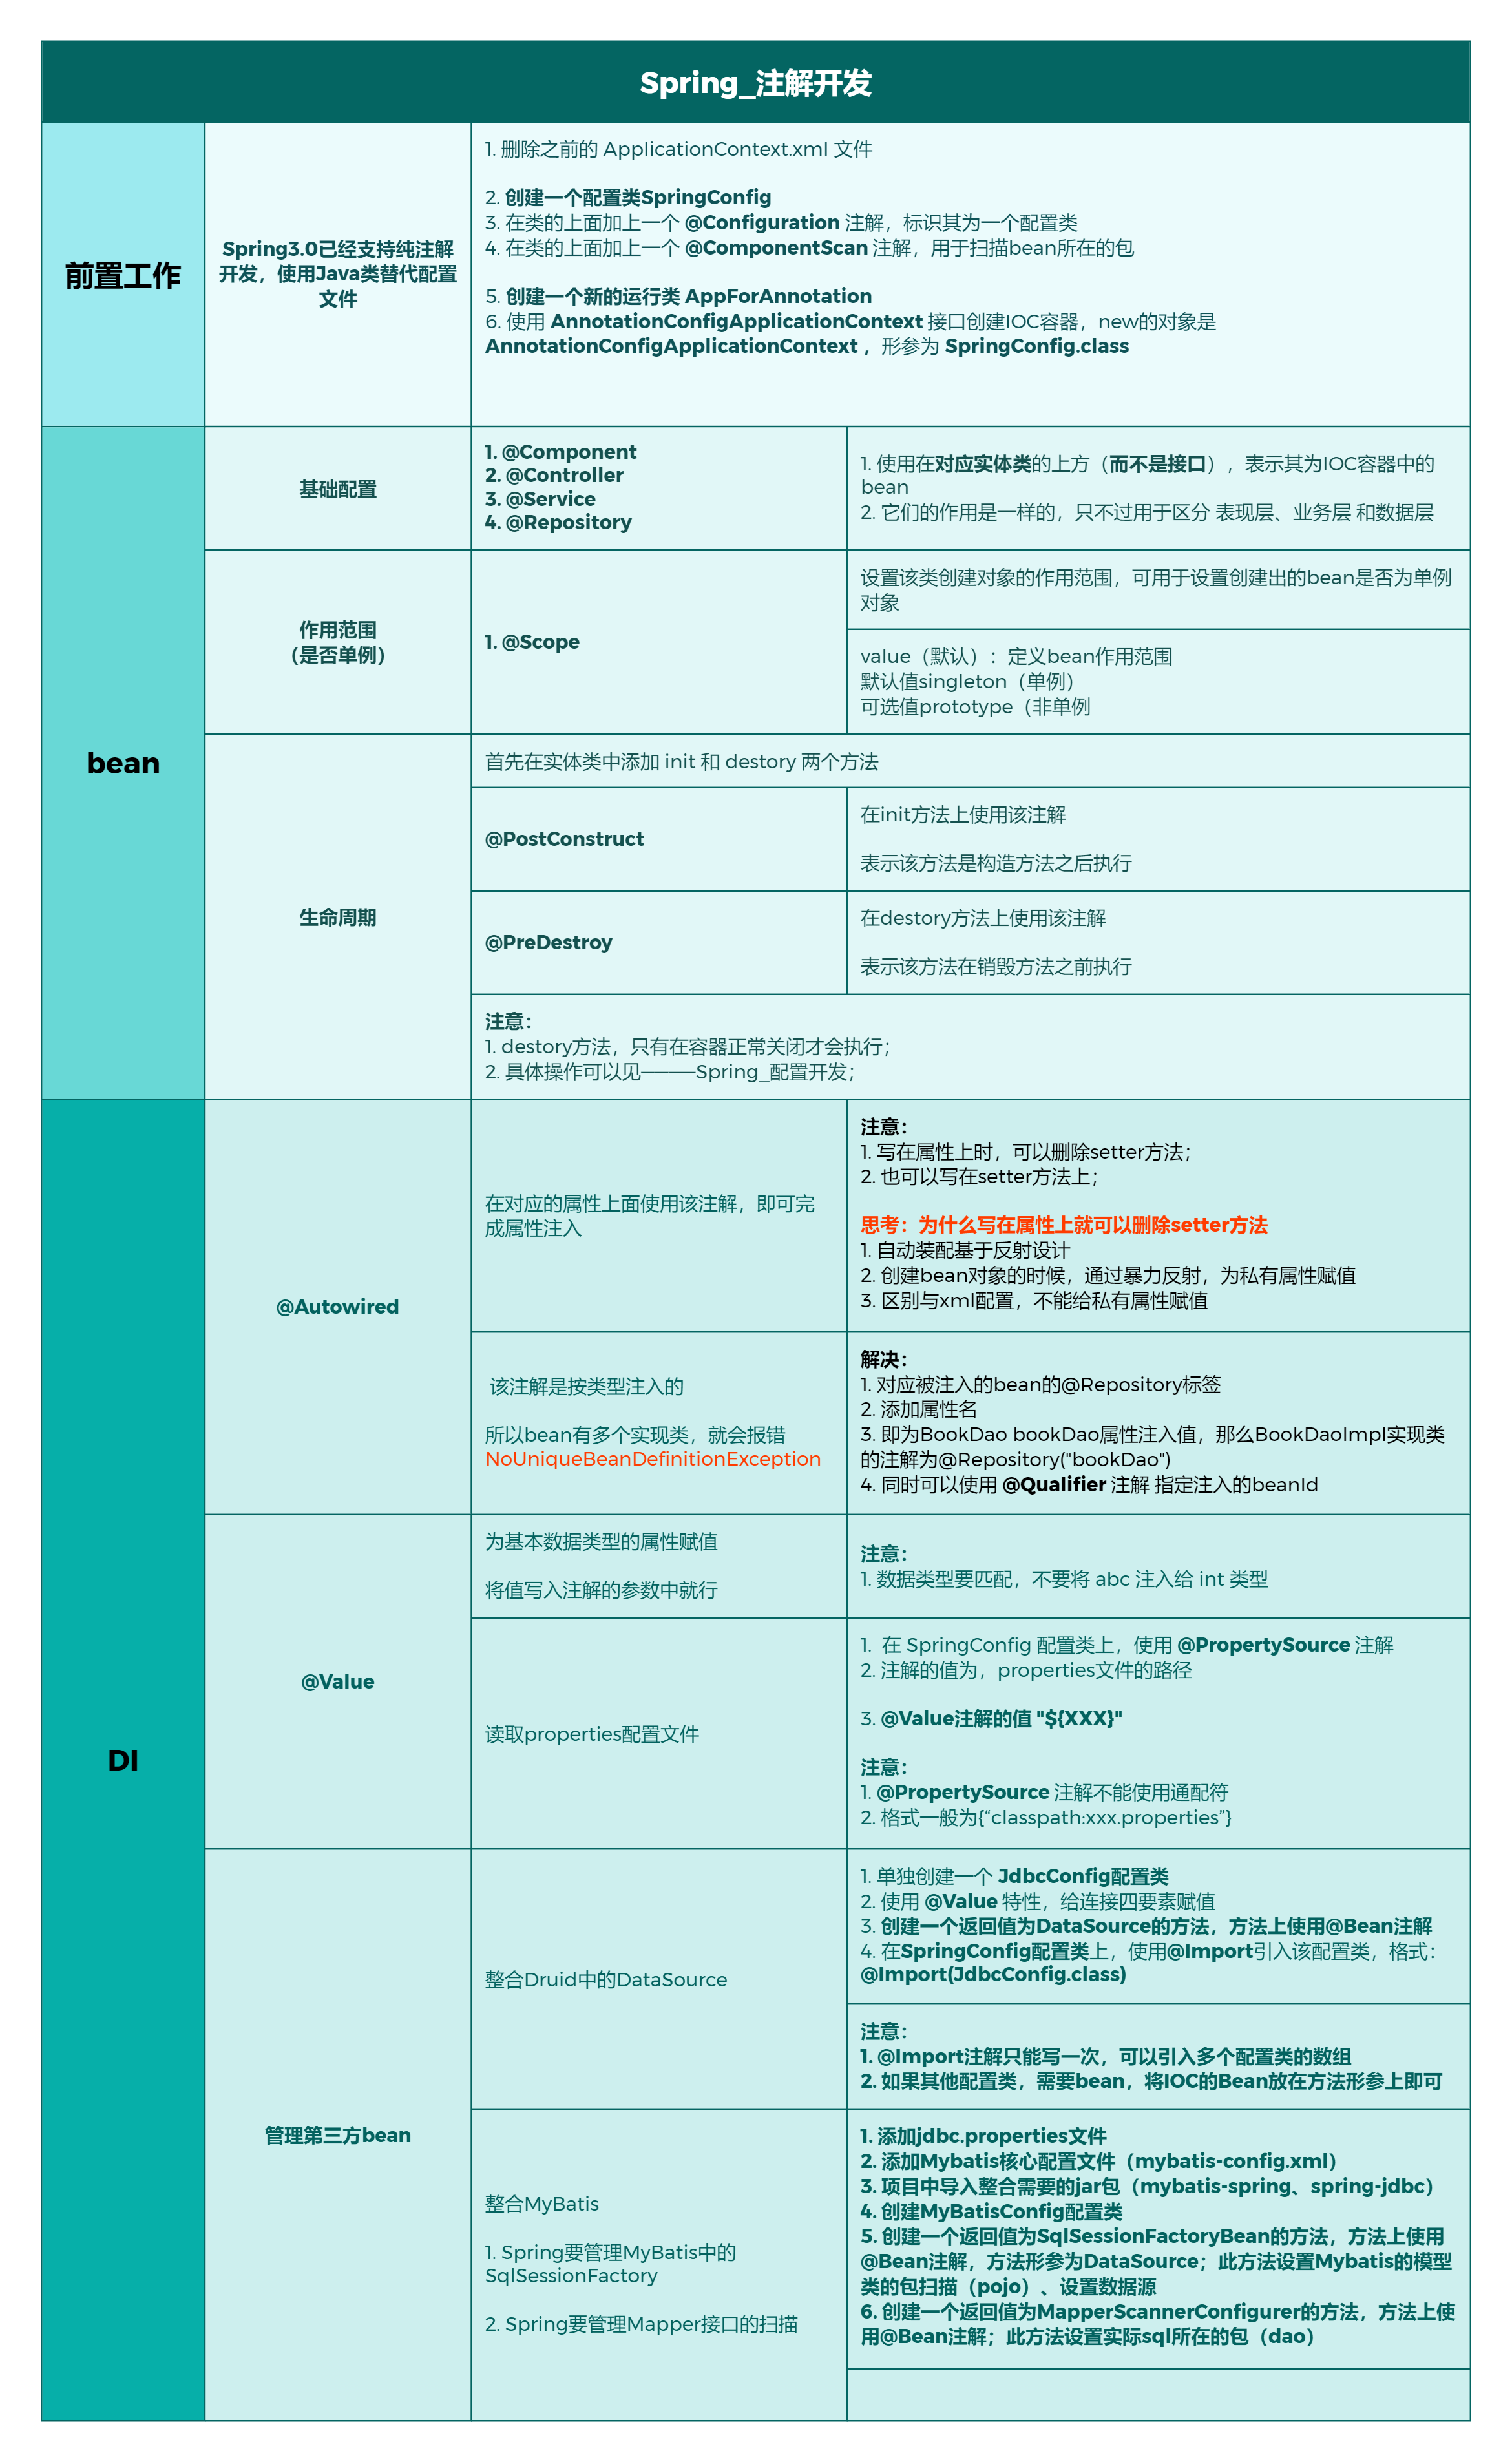 Spring_注解开发
前置工作
Spring3.0已经支持纯注解
开发，使用Java类替代配置
文件
1. 删除之前的 ApplicationContext.xml 文件
2. 创建一个配置类SpringConfig
3. 在类的上面加上一个 @Configuration 注解，标识其为一个配置类
4. 在类的上面加上一个 @ComponentScan 注解，用于扫描bean所在的包
5. 创建一个新的运行类 AppForAnnotation
6. 使用 AnnotationConfigApplicationContext 接口创建IOC容器，new的对象是
AnnotationConfigApplicationContext ，形参为 SpringConfig.class
bean
基础配置
1. @Component
2. @Controller
3. @Service
4. @Repository
1. 使用在对应实体类的上方（而不是接口），表示其为IOC容器中的
bean
2. 它们的作用是一样的，只不过用于区分 表现层、业务层 和数据层
作用范围
（是否单例）
1. @Scope
设置该类创建对象的作用范围，可用于设置创建出的bean是否为单例
对象
value（默认）：定义bean作用范围
默认值singleton（单例）
可选值prototype（非单例
生命周期
首先在实体类中添加 init 和 destory 两个方法
@PostConstruct
在init方法上使用该注解
表示该方法是构造方法之后执行
@PreDestroy
在destory方法上使用该注解
表示该方法在销毁方法之前执行
注意：
1. destory方法，只有在容器正常关闭才会执行；
2. 具体操作可以见————Spring_配置开发；
DI
@Autowired
在对应的属性上面使用该注解，即可完
成属性注入
注意：
1. 写在属性上时，可以删除setter方法；
2. 也可以写在setter方法上；
思考：为什么写在属性上就可以删除setter方法
1. 自动装配基于反射设计
2. 创建bean对象的时候，通过暴力反射，为私有属性赋值
3. 区别与xml配置，不能给私有属性赋值
该注解是按类型注入的
所以bean有多个实现类，就会报错
NoUniqueBeanDefinitionException
解决：
1. 对应被注入的bean的@Repository标签
2. 添加属性名
3. 即为BookDao bookDao属性注入值，那么BookDaoImpl实现类
的注解为@Repository("bookDao")
4. 同时可以使用 @Qualifier 注解 指定注入的beanId
@Value
为基本数据类型的属性赋值
将值写入注解的参数中就行
注意：
1. 数据类型要匹配，不要将 abc 注入给 int 类型
读取properties配置文件
1. 在 SpringConfig 配置类上，使用 @PropertySource 注解
2. 注解的值为，properties文件的路径
3. @Value注解的值 "${XXX}"
注意：
1. @PropertySource 注解不能使用通配符
2. 格式一般为{“classpath:xxx.properties”}
管理第三方bean
整合Druid中的DataSource
1. 单独创建一个 JdbcConfig配置类
2. 使用 @Value 特性，给连接四要素赋值
3. 创建一个返回值为DataSource的方法，方法上使用@Bean注解
4. 在SpringConfig配置类上，使用@Import引入该配置类，格式：
@Import(JdbcConfig.class)
注意：
1. @Import注解只能写一次，可以引入多个配置类的数组
2. 如果其他配置类，需要bean，将IOC的Bean放在方法形参上即可
整合MyBatis
1. Spring要管理MyBatis中的
SqlSessionFactory
2. Spring要管理Mapper接口的扫描
1. 添加jdbc.properties文件
2. 添加Mybatis核心配置文件（mybatis-config.xml）
3. 项目中导入整合需要的jar包（mybatis-spring、spring-jdbc）
4. 创建MyBatisConfig配置类
5. 创建一个返回值为SqlSessionFactoryBean的方法，方法上使用
@Bean注解，方法形参为DataSource；此方法设置Mybatis的模型
类的包扫描（pojo）、设置数据源
6. 创建一个返回值为MapperScannerConfigurer的方法，方法上使
用@Bean注解；此方法设置实际sql所在的包（dao）